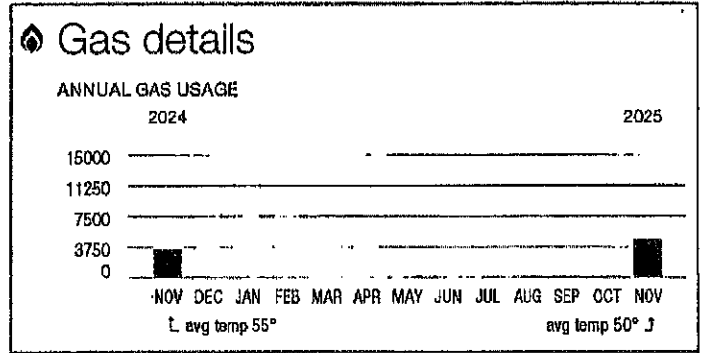 Gas details
ANNUAL GAS USAGE
2024 2025
15000
11250
7500
3750
0
NOV DEC JAN FEB MAR APR MAY JUN JUL AUG SEP OCT NOV
avg temp 55° avg temp 50°